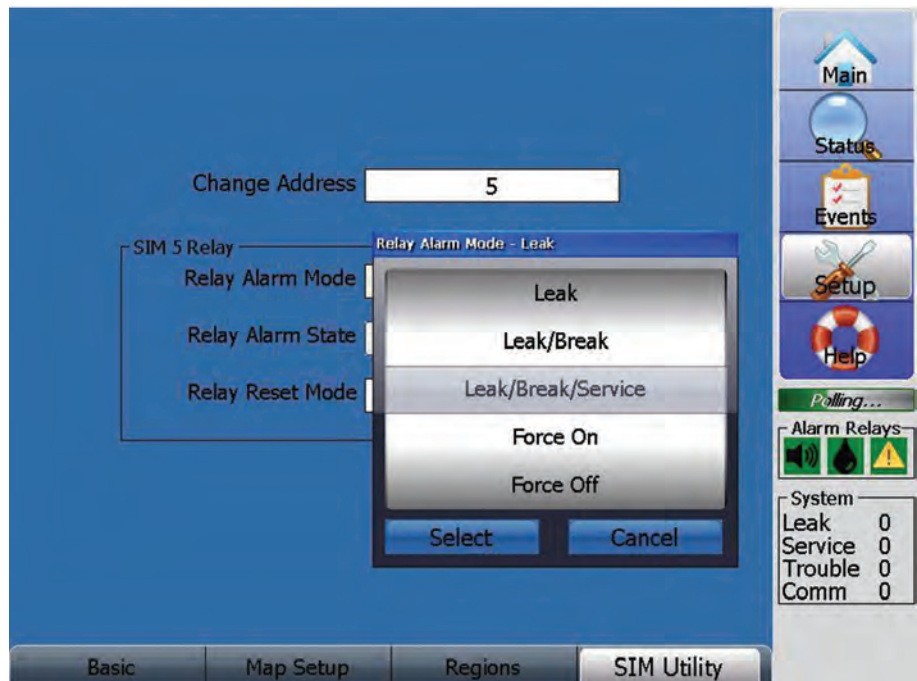 Change Address 5
SIM 5 Relay
Relay Alarm Mode
Relay Alarm State
Relay Reset Mode
Relay Alarm Mode - Leak
Leak
Leak/Break
Leak/Break/Service
Force On
Force Off
Select Cancel
Main
Status
Events
Setup
Help
Polling...
Alarm Relays
System
Leak 0
Service 0
Trouble 0
Comm 0
Basic Map Setup Regions SIM Utility